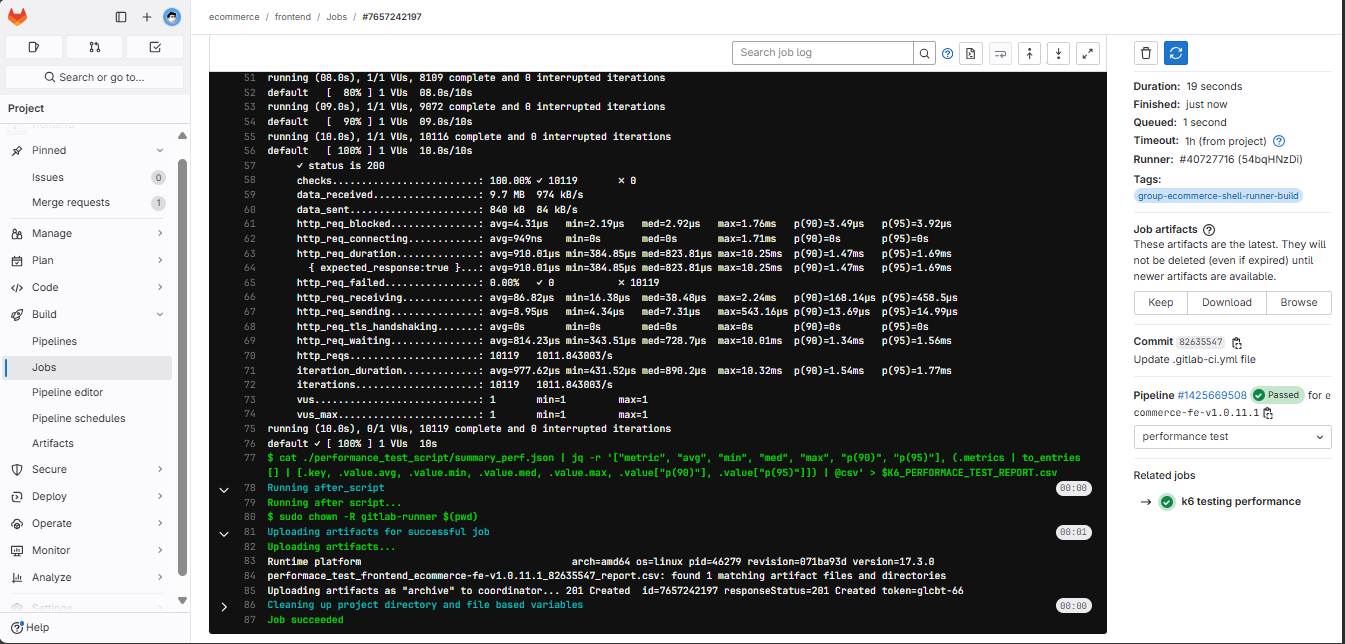 ecommerce / frontend / Jobs / #7657242197
Search or go to...
Project
Pinned
Issues 0
Merge requests 1
Manage
Plan
Code
Build
Pipelines
Jobs
Pipeline editor
Pipeline schedules
Artifacts
Secure
Deploy
Operate
Monitor
Analyze
Settings
Help
Search job log
51 running (08.0s), 1/1 VUs, 8109 complete and 0 interrupted iterations
52 default [ 80% ] 1 VUs 08.0s/10s
53 running (09.0s), 1/1 VUs, 9072 complete and 0 interrupted iterations
54 default [ 90% ] 1 VUs 09.0s/10s
55 running (10.0s), 1/1 VUs, 10116 complete and 0 interrupted iterations
56 default [ 100% ] 1 VUs 10.0s/10s
57 ✓ status is 200
58 checks.........................: 100.00% ✓ 10119 ✗ 0
59 data_received..................: 9.7 MB 974 kB/s
60 data_sent......................: 840 kB 84 kB/s
61 http_req_blocked...............: avg=4.31µs min=2.19µs med=2.92µs max=1.76ms p(90)=3.49µs p(95)=3.92µs
62 http_req_connecting............: avg=949ns min=0s med=0s max=1.71ms p(90)=0s p(95)=0s
63 http_req_duration..............: avg=910.01µs min=384.85µs med=823.81µs max=10.25ms p(90)=1.47ms p(95)=1.69ms
64 { expected_response:true }...: avg=910.01µs min=384.85µs med=823.81µs max=10.25ms p(90)=1.47ms p(95)=1.69ms
65 http_req_failed................: 0.00% ✓ 0 ✗ 10119
66 http_req_receiving.............: avg=86.82µs min=16.38µs med=38.48µs max=2.24ms p(90)=168.14µs p(95)=458.5µs
67 http_req_sending...............: avg=8.95µs min=4.34µs med=7.31µs max=543.16µs p(90)=13.69µs p(95)=14.99µs
68 http_req_tls_handshaking.......: avg=0s min=0s med=0s max=0s p(90)=0s p(95)=0s
69 http_req_waiting...............: avg=814.23µs min=343.51µs med=728.7µs max=10.01ms p(90)=1.34ms p(95)=1.56ms
70 http_reqs......................: 10119 1011.843003/s
71 iteration_duration.............: avg=977.62µs min=431.52µs med=890.2µs max=10.32ms p(90)=1.54ms p(95)=1.77ms
72 iterations.....................: 10119 1011.843003/s
73 vus............................: 1 min=1 max=1
74 vus_max........................: 1 min=1 max=1
75 running (10.0s), 0/1 VUs, 10119 complete and 0 interrupted iterations
76 default ✓ [ 100% ] 1 VUs 10s
77 $ cat ./performance_test_script/summary_perf.json | jq -r '["metric", "avg", "min", "med", "max", "p(90)", "p(95)"], (.metrics | to_entries
[] | [.key, .value.avg, .value.min, .value.med, .value.max, .value["p(90)"], .value["p(95)"]]) | @csv' > $K6_PERFORMACE_TEST_REPORT.csv
78 Running after_script 00:00
79 Running after script...
80 $ sudo chown -R gitlab-runner $(pwd)
81 Uploading artifacts for successful job 00:01
82 Uploading artifacts...
83 Runtime platform arch=amd64 os=linux pid=46279 revision=071ba93d version=17.3.0
84 performace_test_frontend_ecommerce-fe-v1.0.11.1_82635547_report.csv: found 1 matching artifact files and directories
85 Uploading artifacts as "archive" to coordinator... 201 Created id=7657242197 responseStatus=201 Created token=glcbt-66
86 Cleaning up project directory and file based variables 00:00
87 Job succeeded
Duration: 19 seconds
Finished: just now
Queued: 1 second
Timeout: 1h (from project)
Runner: #40727716 (54bqHNzDi)
Tags:
group-ecommerce-shell-runner-build
Job artifacts
These artifacts are the latest. They will
not be deleted (even if expired) until
newer artifacts are available.
Keep Download Browse
Commit 82635547
Update .gitlab-ci.yml file
Pipeline #1425669508 Passed for e
commerce-fe-v1.0.11.1
performance test
Related jobs
→ k6 testing performance